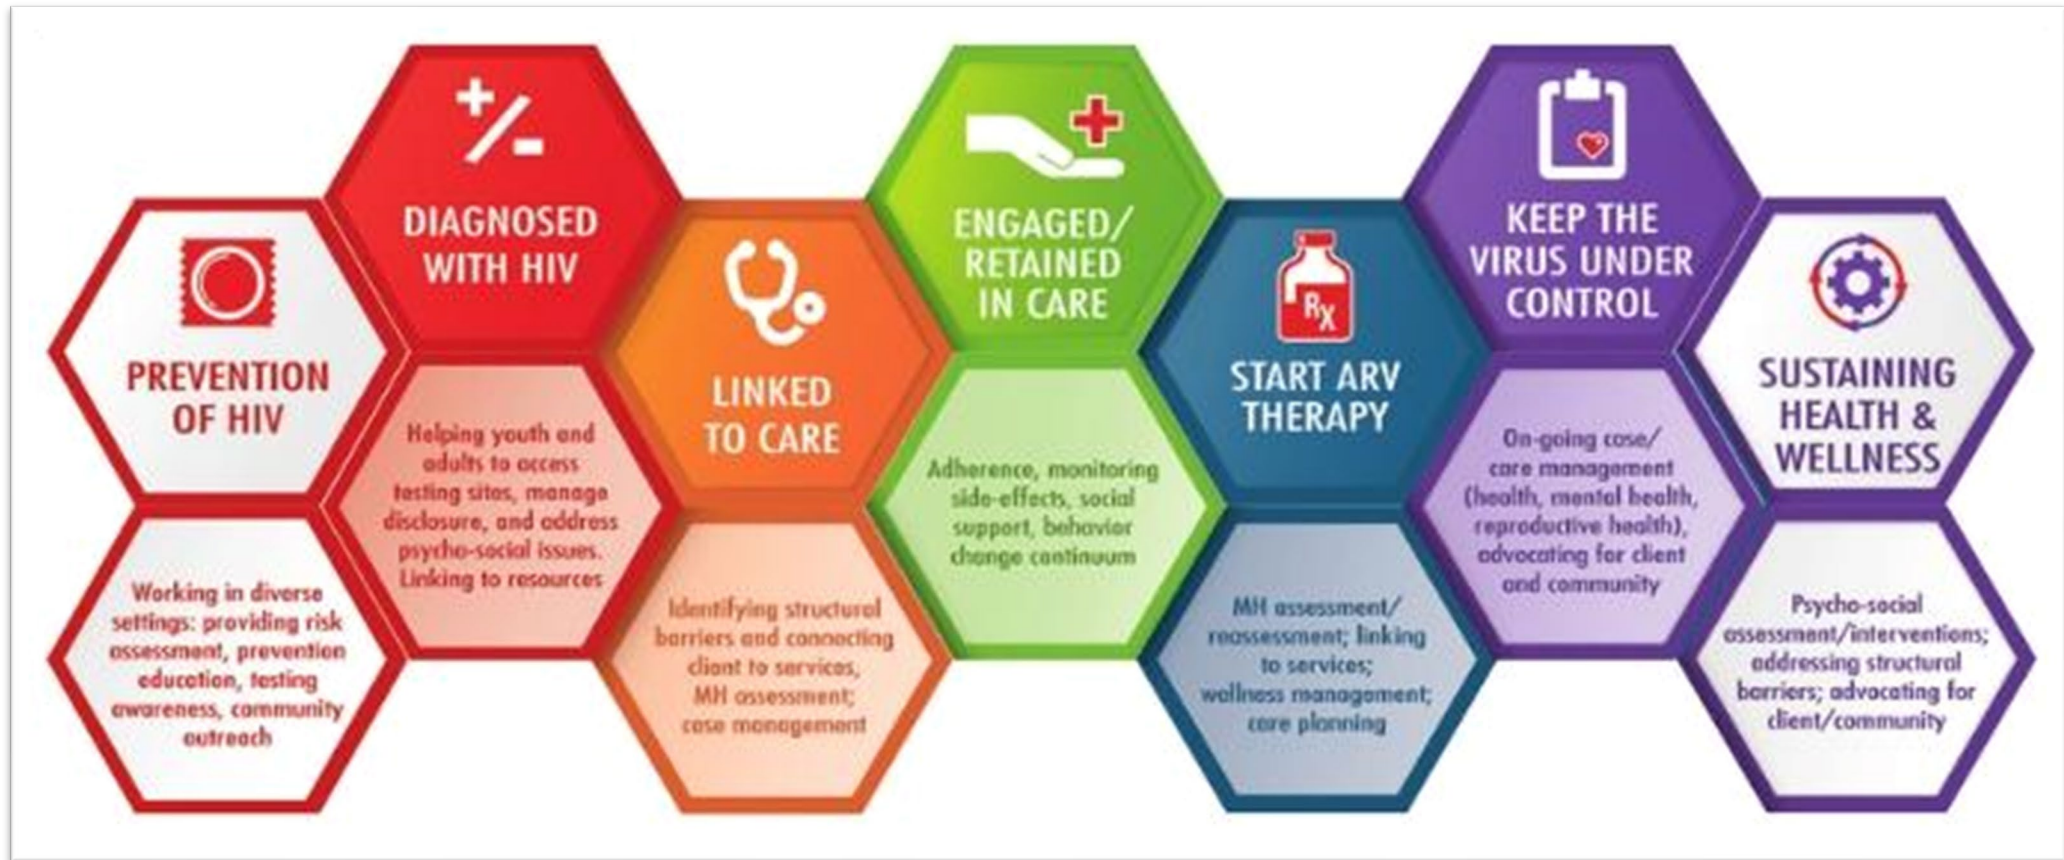 PREVENTION
OF HIV
Working in diverse
settings: providing risk
assessment, prevention
education, testing
awareness, community
outreach
DIAGNOSED
WITH HIV
Helping youth and
adults to access
testing sites, manage
disclosure, and address
psycho-social issues.
Linking to resources
LINKED
TO CARE
Identifying structural
barriers and connecting
client to services,
MH assessment;
case management
ENGAGED/
RETAINED
IN CARE
Adherence, monitoring
side-effects, social
support, behavior
change continuum
START ARV
THERAPY
Rx
MH assessment/
reassessment; linking
to services;
wellness management;
care planning
KEEP THE
VIRUS UNDER
CONTROL
On-going case/
care management
(health, mental health,
reproductive health),
advocating for client
and community
SUSTAINING
HEALTH &
WELLNESS
Psycho-social
assessment/interventions;
addressing structural
barriers; advocating for
client/community